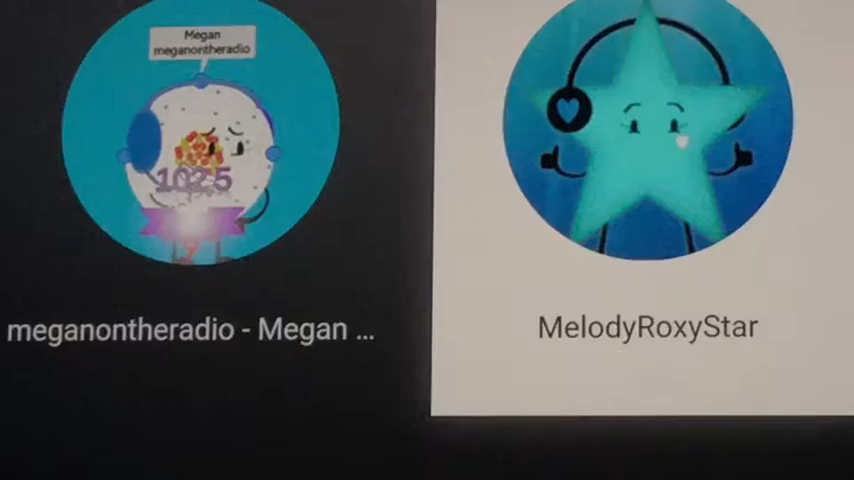 Megan
meganontheradio
102.5
meganontheradio - Megan ...
MelodyRoxyStar